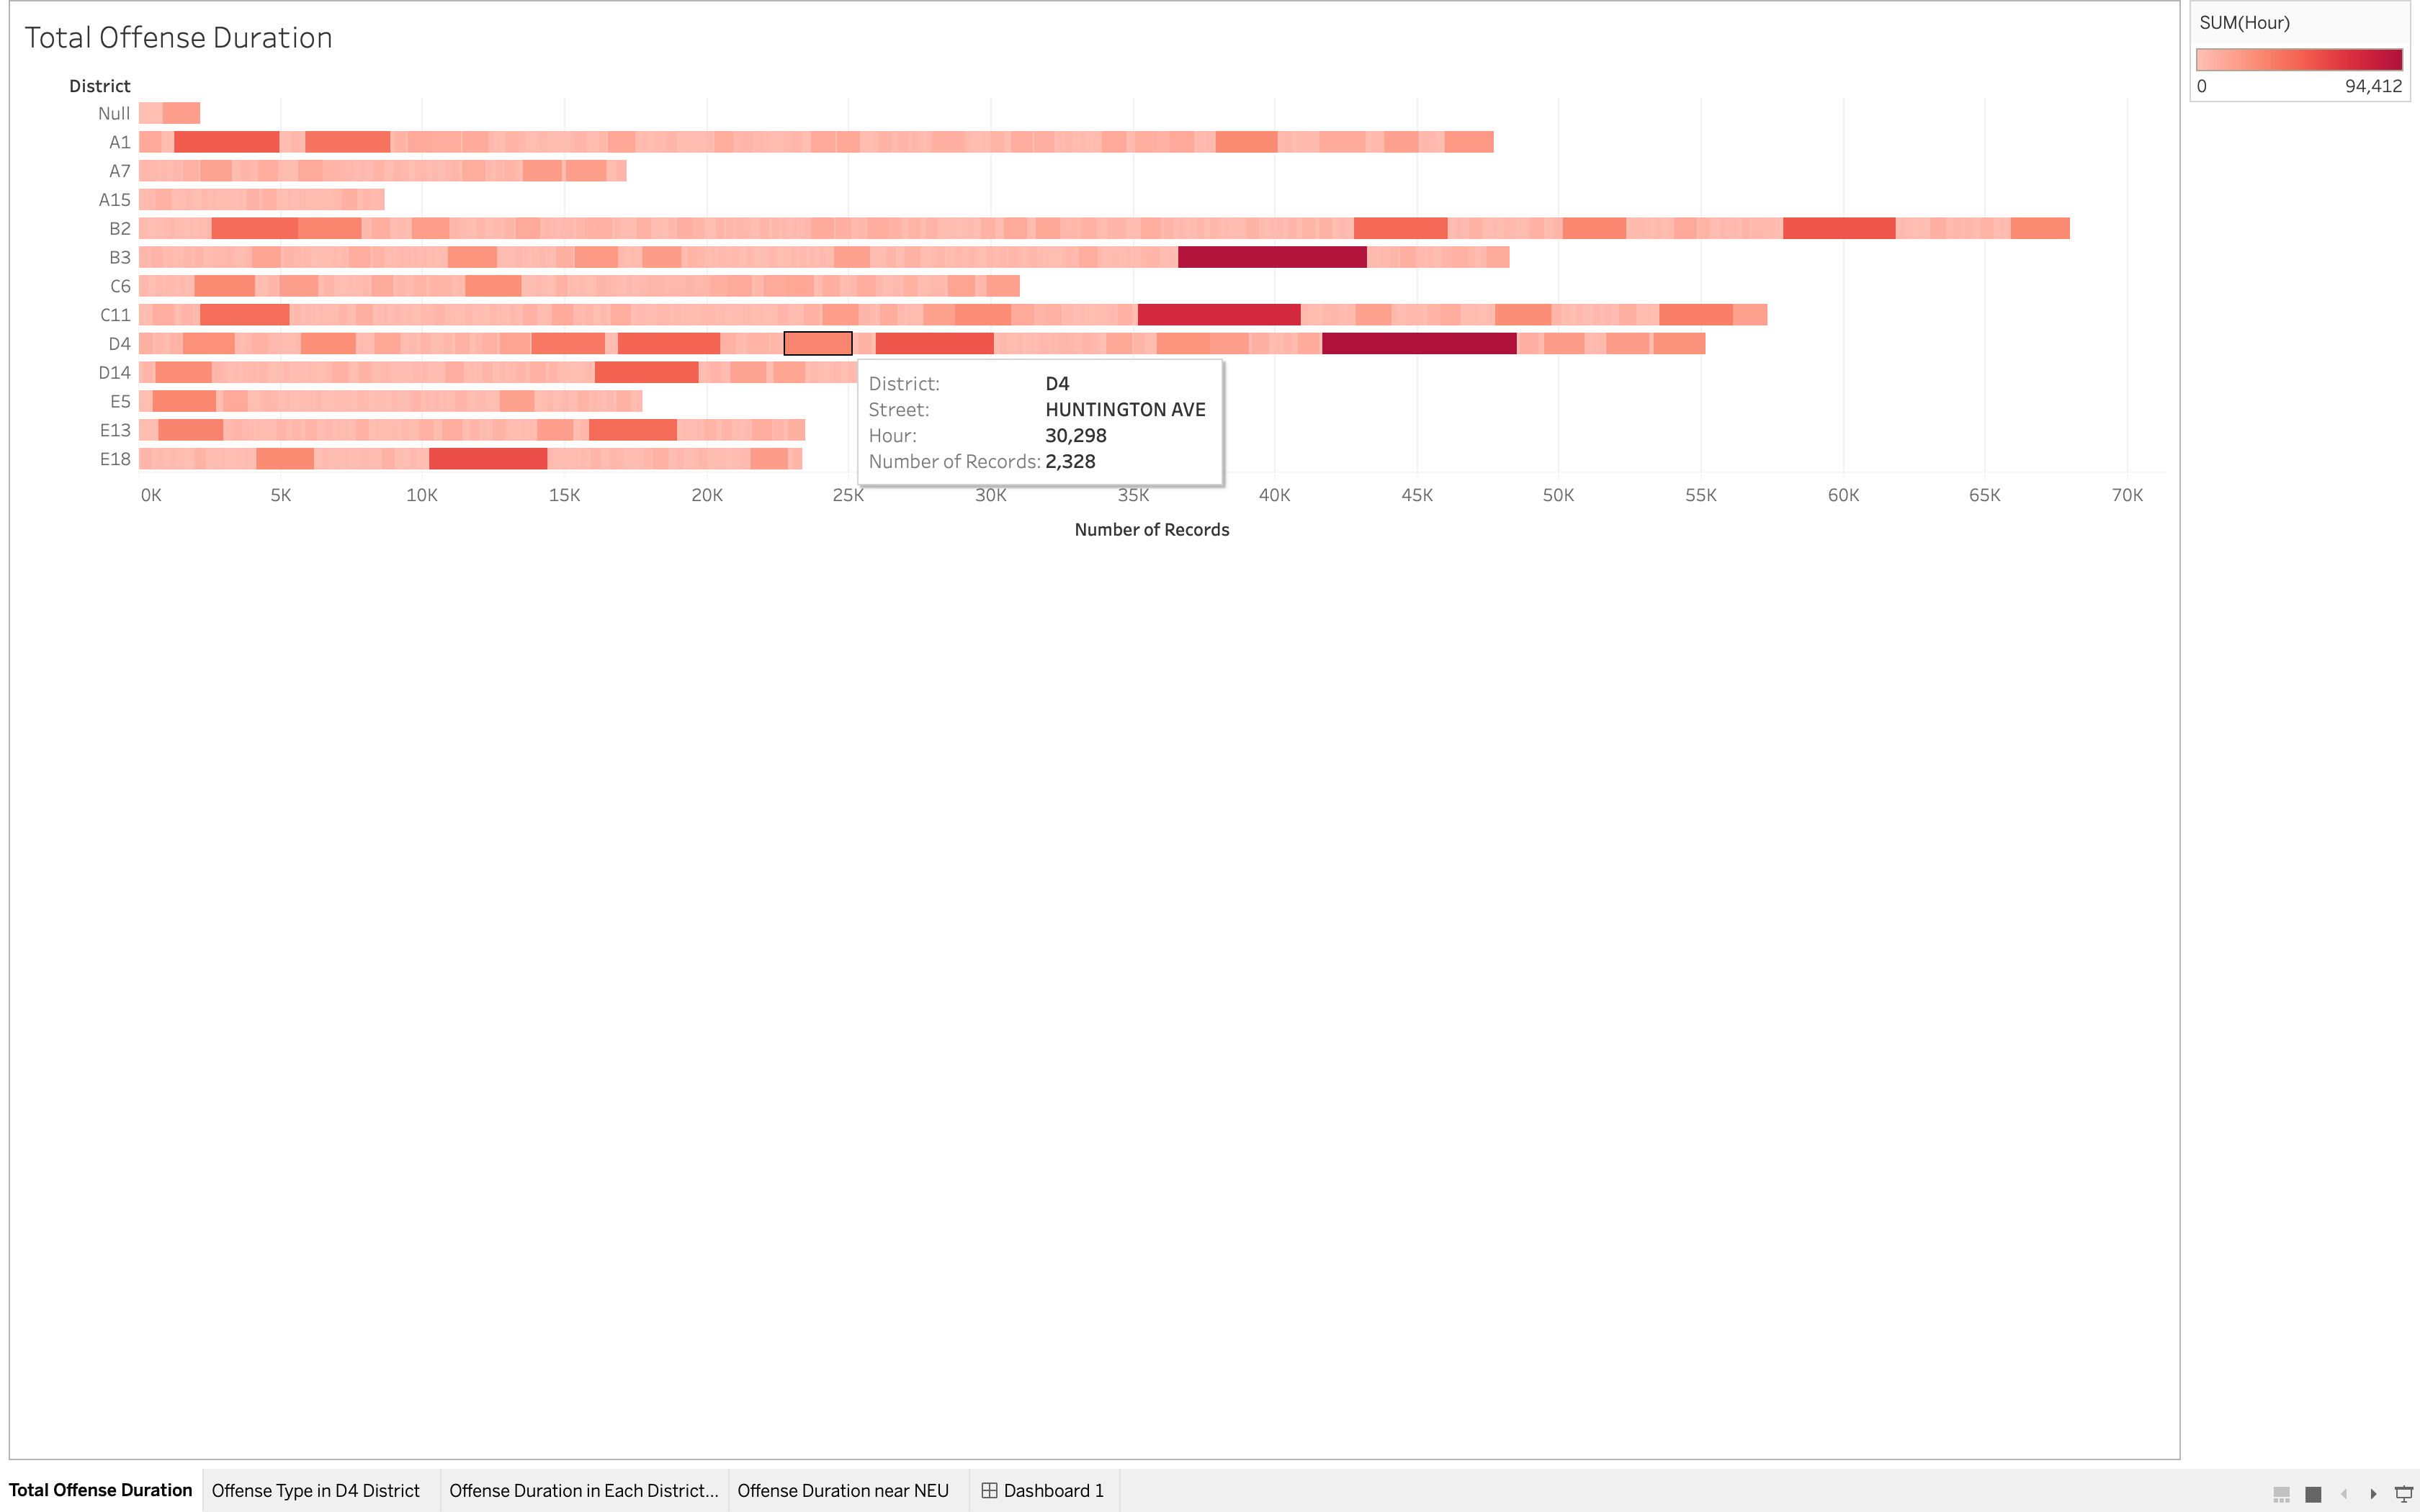 Total Offense Duration
SUM(Hour)
0 94,412
District
Null
A1
A7
A15
B2
B3
C6
C11
D4
D14
E5
E13
E18
District: D4
Street: HUNTINGTON AVE
Hour: 30,298
Number of Records: 2,328
0K 5K 10K 15K 20K 25K 30K 35K 40K 45K 50K 55K 60K 65K 70K
Number of Records
Total Offense Duration Offense Type in D4 District Offense Duration in Each District... Offense Duration near NEU Dashboard 1